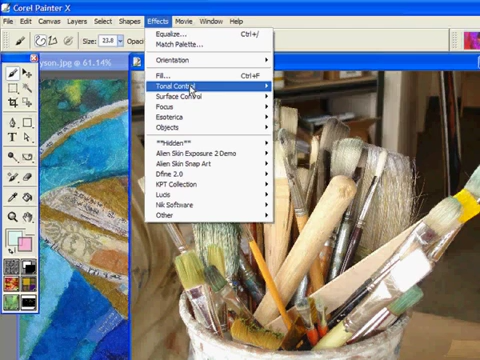 Corel Painter X
File Edit Canvas Layers Select Shapes Effects Movie Window Help
Size: 23.8
yson.jpg @ 61.14%
Equalize... Ctrl+/
Match Palette...
Orientation
Fill... Ctrl+F
Tonal Control
Surface Control
Focus
Esoterica
Objects
**Hidden**
Alien Skin Exposure 2 Demo
Alien Skin Snap Art
Dfine 2.0
KPT Collection
Lucis
Nik Software
Other
T